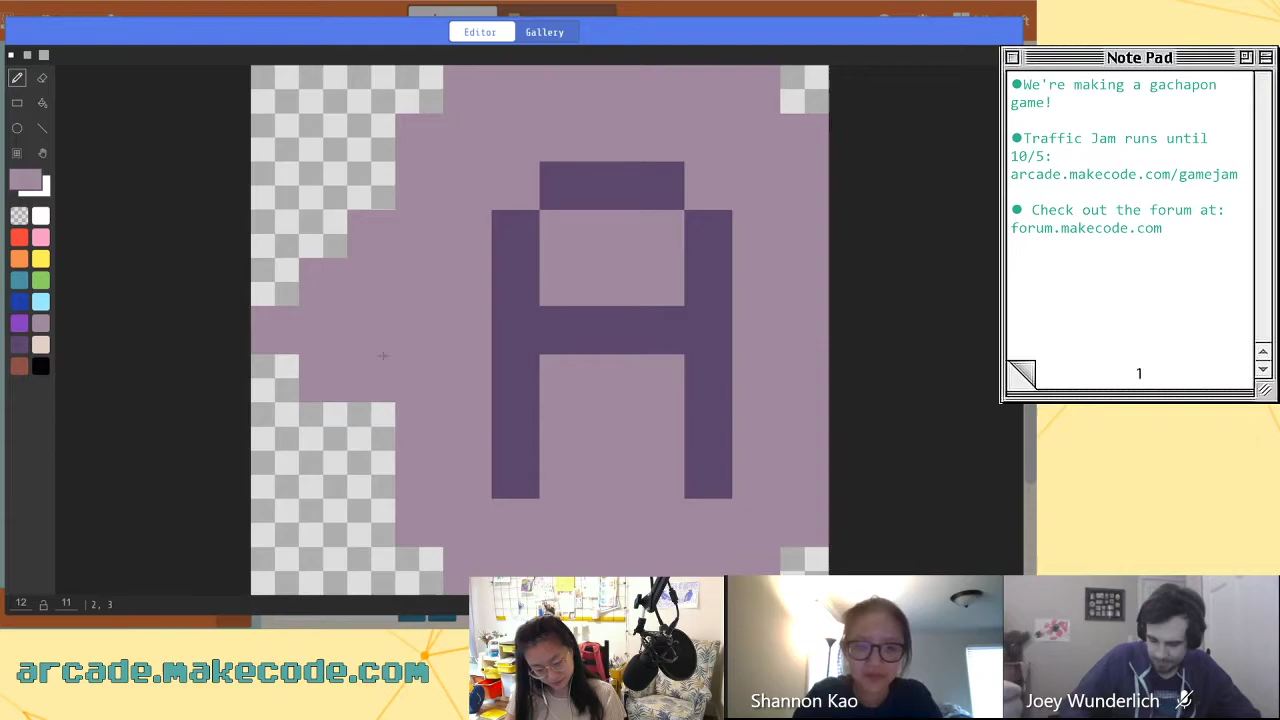 Editor
Gallery
Note Pad
●We're making a gachapon
game!
●Traffic Jam runs until
10/5:
arcade.makecode.com/gamejam
● Check out the forum at:
forum.makecode.com
1
A
12
11
2, 3
arcade.makecode.com
Shannon Kao
Joey Wunderlich